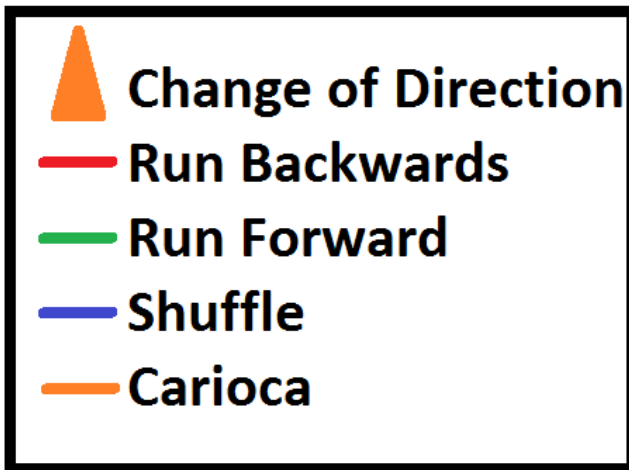 Change of Direction
Run Backwards
Run Forward
Shuffle
Carioca